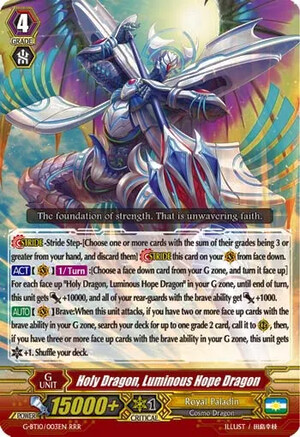 4
GRADE
The foundation of strength. That is unwavering faith.
STRIDE -Stride Step-[Choose one or more cards with the sum of their grades being 3 or
greater from your hand, and discard them] STRIDE this card on your (V) from face down.
ACT [(V)] 1/Turn :[Choose a face down card from your G zone, and turn it face up]
For each face up "Holy Dragon, Luminous Hope Dragon" in your G zone, until end of turn,
this unit gets +10000, and all of your rear-guards with the brave ability get +1000.
AUTO [(V)]Brave:When this unit attacks, if you have two or more face up cards with the
brave ability in your G zone, search your deck for up to one grade 2 card, call it to (R), then,
if you have three or more face up cards with the brave ability in your G zone, this unit gets
+1. Shuffle your deck.
G
UNIT
Holy Dragon, Luminous Hope Dragon
POWER
15000+
1
CRITICAL
Royal Paladin
Cosmo Dragon
G-BT10/003EN RRR
ILLUST / 田島幸枝